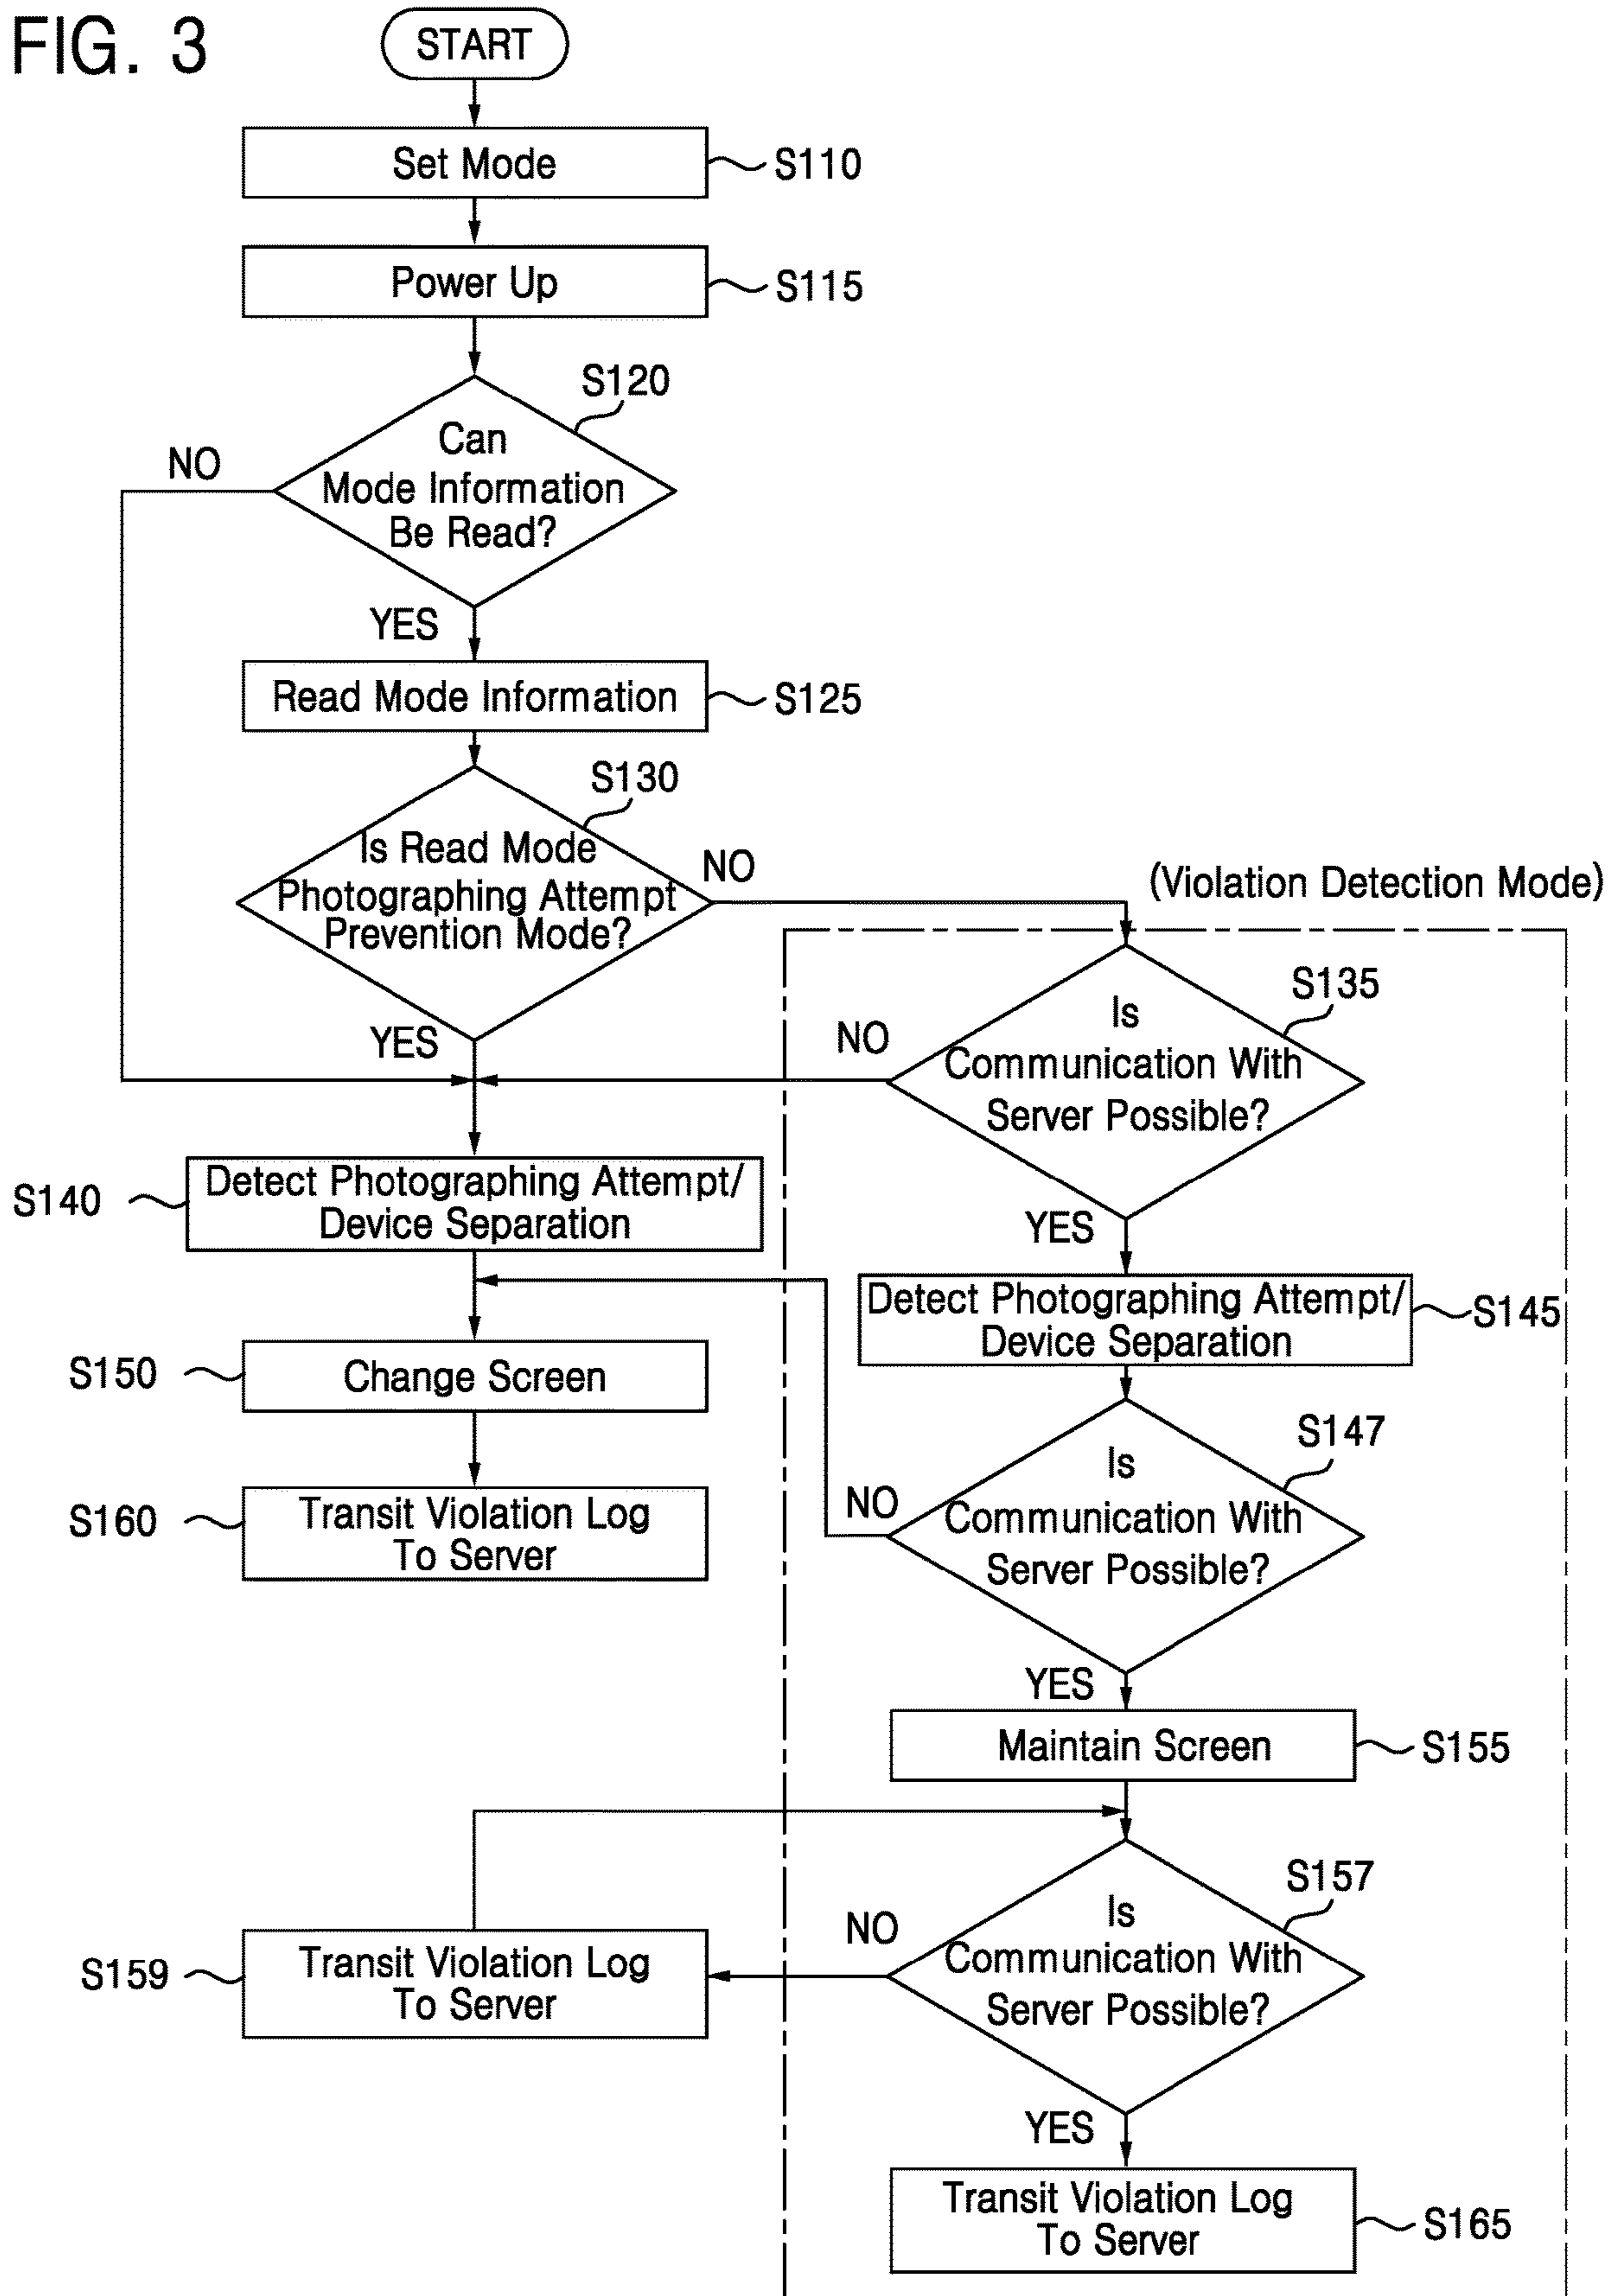 FIG. 3
START
Set Mode
S110
Power Up
S115
S120
Can
Mode Information
Be Read?
NO
YES
Read Mode Information
S125
S130
Is Read Mode
Photographing Attempt
Prevention Mode?
NO
YES
(Violation Detection Mode)
S135
Is
Communication With
Server Possible?
NO
YES
S140
Detect Photographing Attempt/
Device Separation
Detect Photographing Attempt/
Device Separation
S145
S150
Change Screen
S147
Is
Communication With
Server Possible?
NO
YES
S160
Transit Violation Log
To Server
Maintain Screen
S155
S157
Is
Communication With
Server Possible?
NO
YES
S159
Transit Violation Log
To Server
Transit Violation Log
To Server
S165